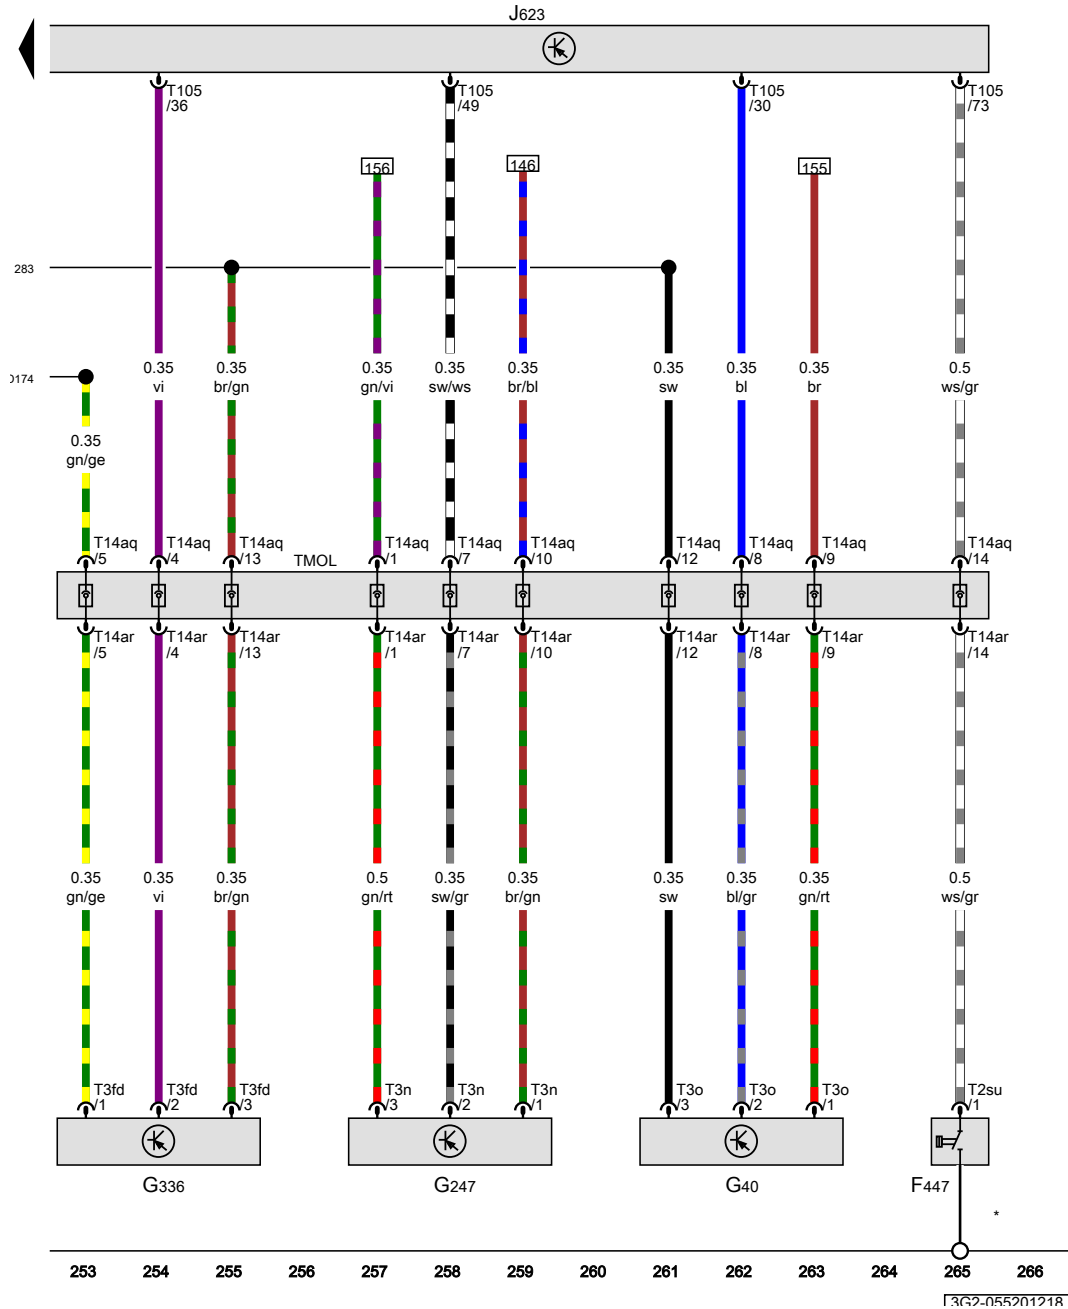 J623
T105 T105 T105 T105
/36 /49 /30 /73
156 146 155
283
0.35 0.35 0.35 0.35 0.35 0.35 0.35 0.35 0.5
vi br/gn gn/vi sw/ws br/bl sw bl br ws/gr
0174
0.35
gn/ge
T14aq T14aq T14aq T14aq T14aq T14aq T14aq T14aq T14aq T14aq
/5 /4 /13 TMOL /1 /7 /10 /12 /8 /9 /14
T14ar T14ar T14ar T14ar T14ar T14ar T14ar T14ar T14ar T14ar
/5 /4 /13 /1 /7 /10 /12 /8 /9 /14
0.35 0.35 0.35 0.5 0.35 0.35 0.35 0.35 0.35 0.5
gn/ge vi br/gn gn/rt sw/gr br/gn sw bl/gr gn/rt ws/gr
T3fd T3fd T3fd T3n T3n T3n T3o T3o T3o T2su
/1 /2 /3 /3 /2 /1 /3 /2 /1 /1
G336 G247 G40 F447
*
253 254 255 256 257 258 259 260 261 262 263 264 265 266
3G2-055201218